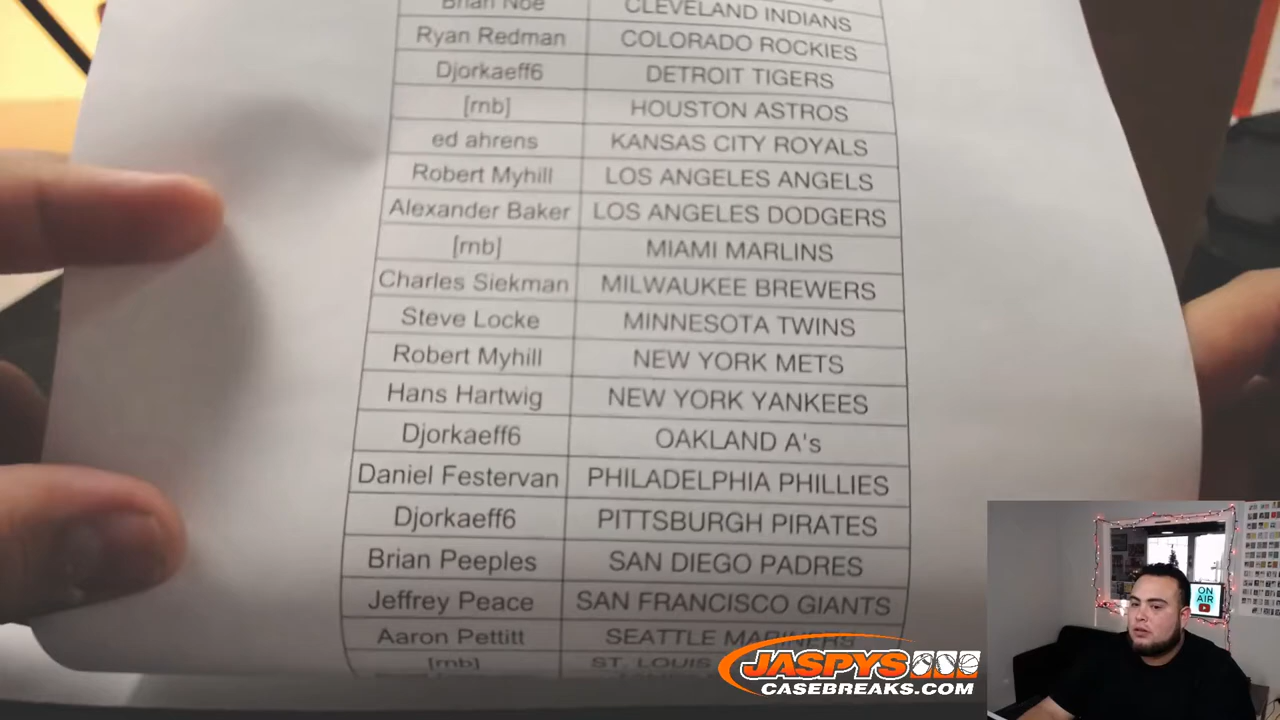 Brian Noe CLEVELAND INDIANS
Ryan Redman COLORADO ROCKIES
Djorkaeff6 DETROIT TIGERS
[rnb] HOUSTON ASTROS
ed ahrens KANSAS CITY ROYALS
Robert Myhill LOS ANGELES ANGELS
Alexander Baker LOS ANGELES DODGERS
[rnb] MIAMI MARLINS
Charles Siekman MILWAUKEE BREWERS
Steve Locke MINNESOTA TWINS
Robert Myhill NEW YORK METS
Hans Hartwig NEW YORK YANKEES
Djorkaeff6 OAKLAND A's
Daniel Festervan PHILADELPHIA PHILLIES
Djorkaeff6 PITTSBURGH PIRATES
Brian Peeples SAN DIEGO PADRES
Jeffrey Peace SAN FRANCISCO GIANTS
Aaron Pettitt SEATTLE MARINERS
[rnb] ST. LOUIS
ON
AIR
JASPYS
CASEBREAKS.COM